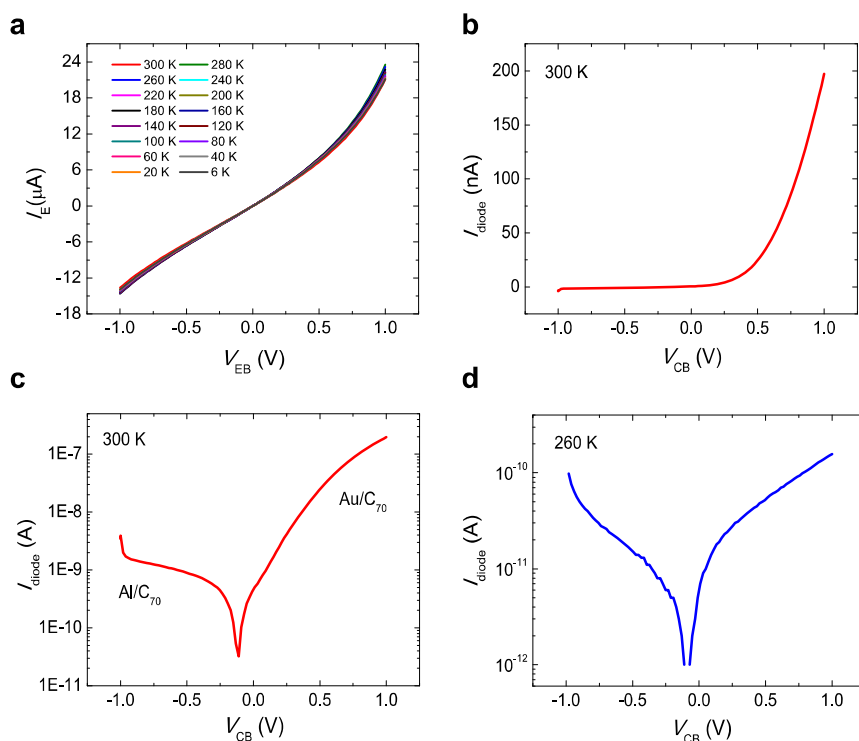 a
300 K 280 K
260 K 240 K
220 K 200 K
180 K 160 K
140 K 120 K
100 K 80 K
60 K 40 K
20 K 6 K
24
18
12
6
0
-6
-12
-18
I_E(μA)
-1.0 -0.5 0.0 0.5 1.0
V_EB (V)
b
300 K
200
150
100
50
0
I_diode (nA)
-1.0 -0.5 0.0 0.5 1.0
V_CB (V)
c
300 K
Au/C₇₀
Al/C₇₀
1E-7
1E-8
1E-9
1E-10
1E-11
I_diode (A)
-1.0 -0.5 0.0 0.5 1.0
V_CB (V)
d
260 K
10⁻¹⁰
10⁻¹¹
10⁻¹²
I_diode (A)
-1.0 -0.5 0.0 0.5 1.0
V_CB (V)